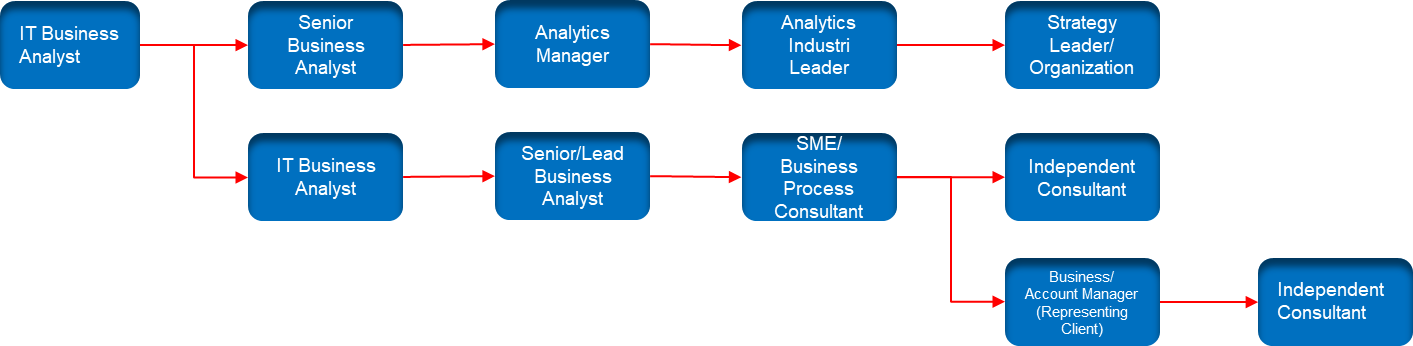 IT Business
Analyst
Senior
Business
Analyst
Analytics
Manager
Analytics
Industri
Leader
Strategy
Leader/
Organization
IT Business
Analyst
Senior/Lead
Business
Analyst
SME/
Business
Process
Consultant
Independent
Consultant
Business/
Account Manager
(Representing
Client)
Independent
Consultant